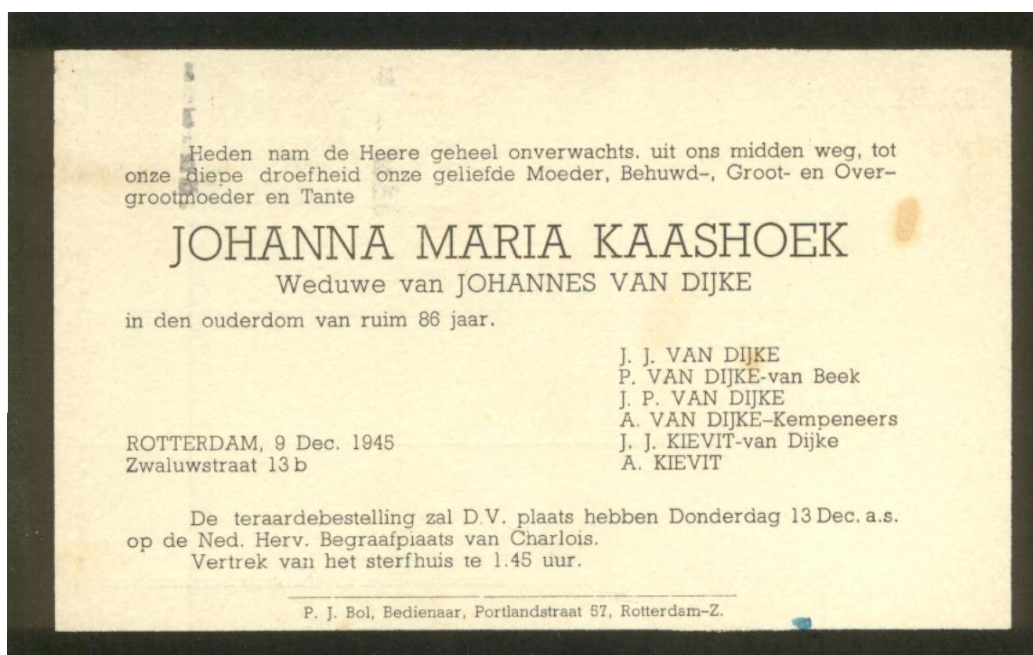 Heden nam de Heere geheel onverwachts. uit ons midden weg, tot
onze diepe droefheid onze geliefde Moeder, Behuwd-, Groot- en Over-
grootmoeder en Tante
JOHANNA MARIA KAASHOEK
Weduwe van JOHANNES VAN DIJKE
in den ouderdom van ruim 86 jaar.
J. J. VAN DIJKE
P. VAN DIJKE-van Beek
J. P. VAN DIJKE
A. VAN DIJKE-Kempeneers
J. J. KIEVIT-van Dijke
A. KIEVIT
ROTTERDAM, 9 Dec. 1945
Zwaluwstraat 13 b
De teraardebestelling zal D.V. plaats hebben Donderdag 13 Dec. a.s.
op de Ned. Herv. Begraafplaats van Charlois.
Vertrek van het sterfhuis te 1.45 uur.
P. J. Bol, Bedienaar, Portlandstraat 57, Rotterdam-Z.